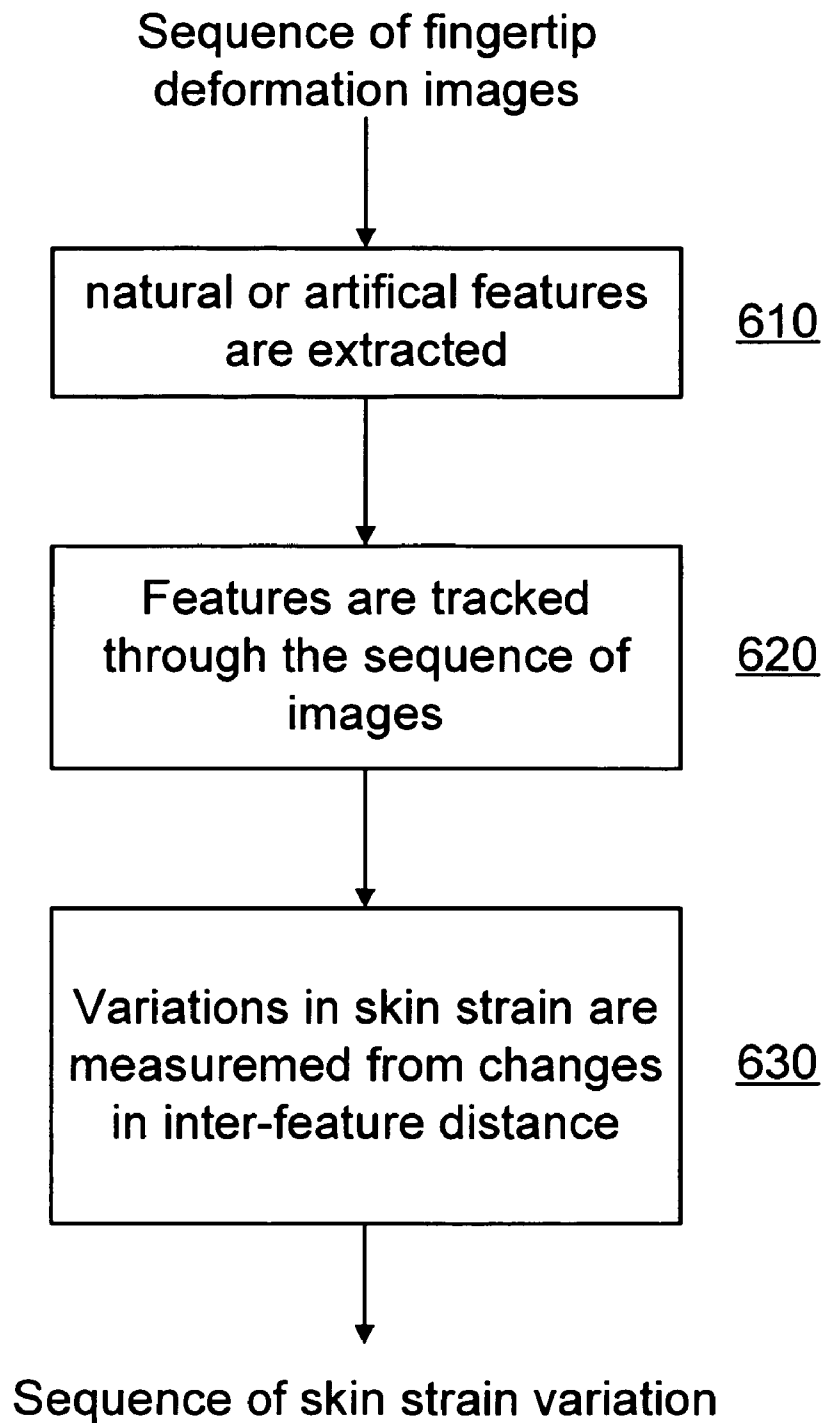 Sequence of fingertip
deformation images
natural or artifical features
are extracted
610
Features are tracked
through the sequence of
images
620
Variations in skin strain are
measuremed from changes
in inter-feature distance
630
Sequence of skin strain variation